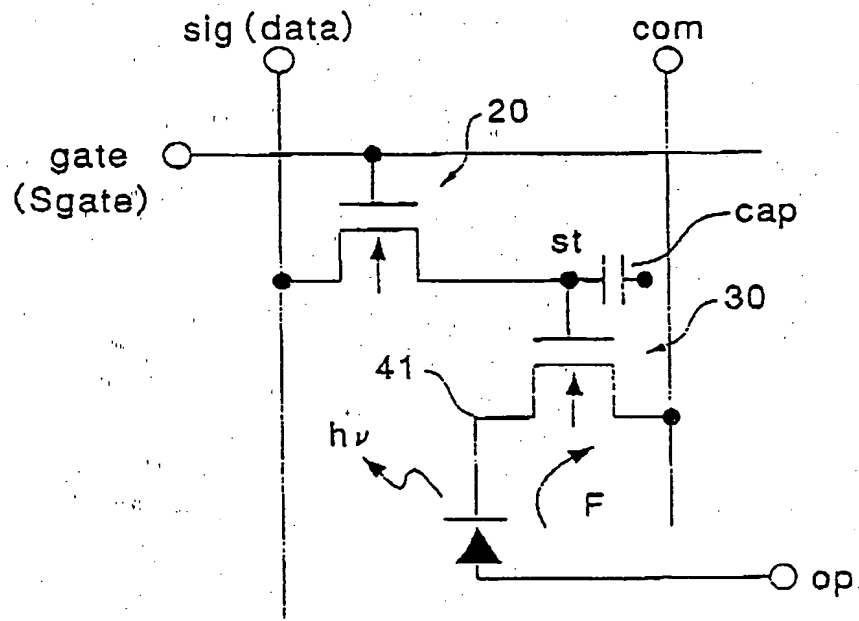 sig (data)
com
20
gate
(Sgate)
cap
st
30
41
hν
F
op